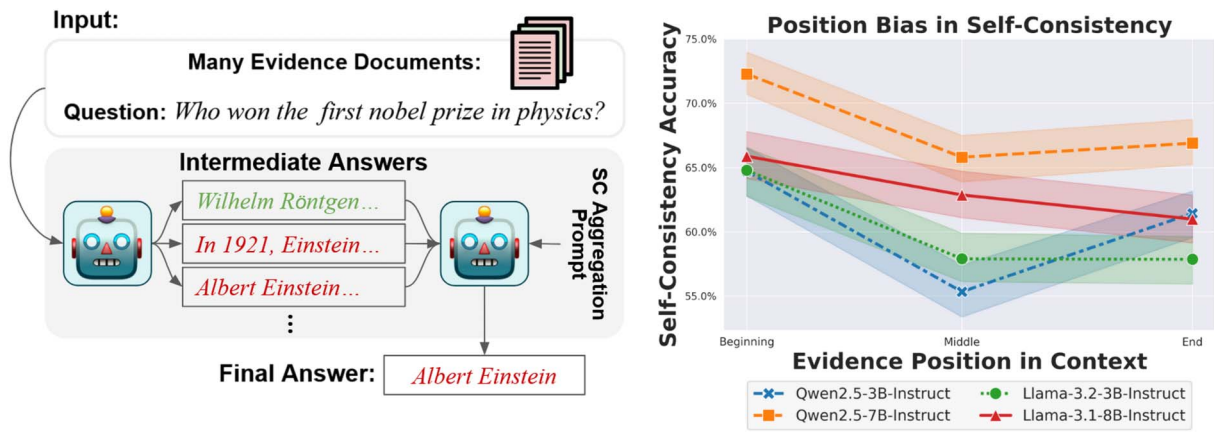 Input:
Many Evidence Documents:
Question: Who won the first nobel prize in physics?
Intermediate Answers
Wilhelm Röntgen...
In 1921, Einstein...
Albert Einstein...
...
SC Aggregation
Prompt
Final Answer:
Albert Einstein
Position Bias in Self-Consistency
Self-Consistency Accuracy
75.0%
70.0%
65.0%
60.0%
55.0%
Beginning
Middle
End
Evidence Position in Context
Qwen2.5-3B-Instruct
Qwen2.5-7B-Instruct
Llama-3.2-3B-Instruct
Llama-3.1-8B-Instruct